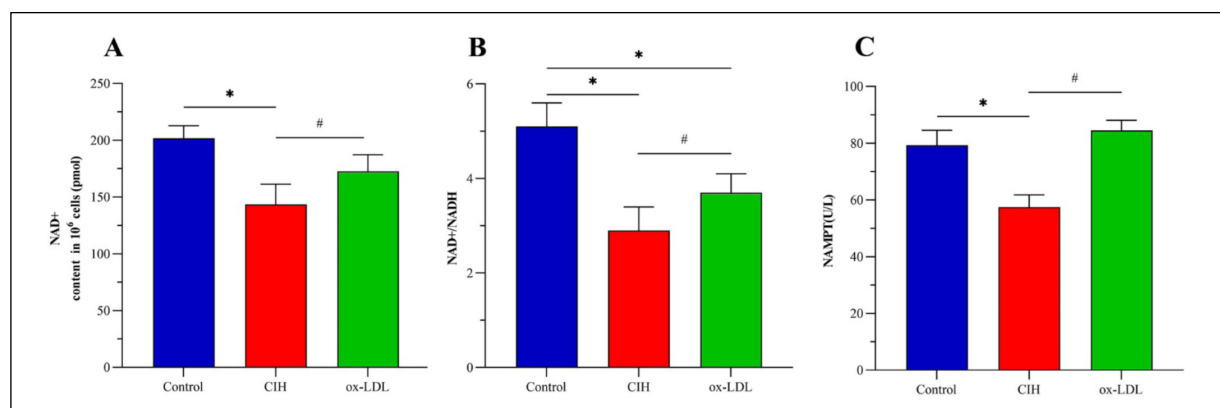 A
NAD+
content in 10⁶ cells (pmol)
250
200
150
100
50
0
*
#
Control
CIH
ox-LDL
B
NAD+/NADH
6
4
2
0
*
*
#
Control
CIH
ox-LDL
C
NAMPT(U/L)
100
80
60
40
20
0
*
#
Control
CIH
ox-LDL